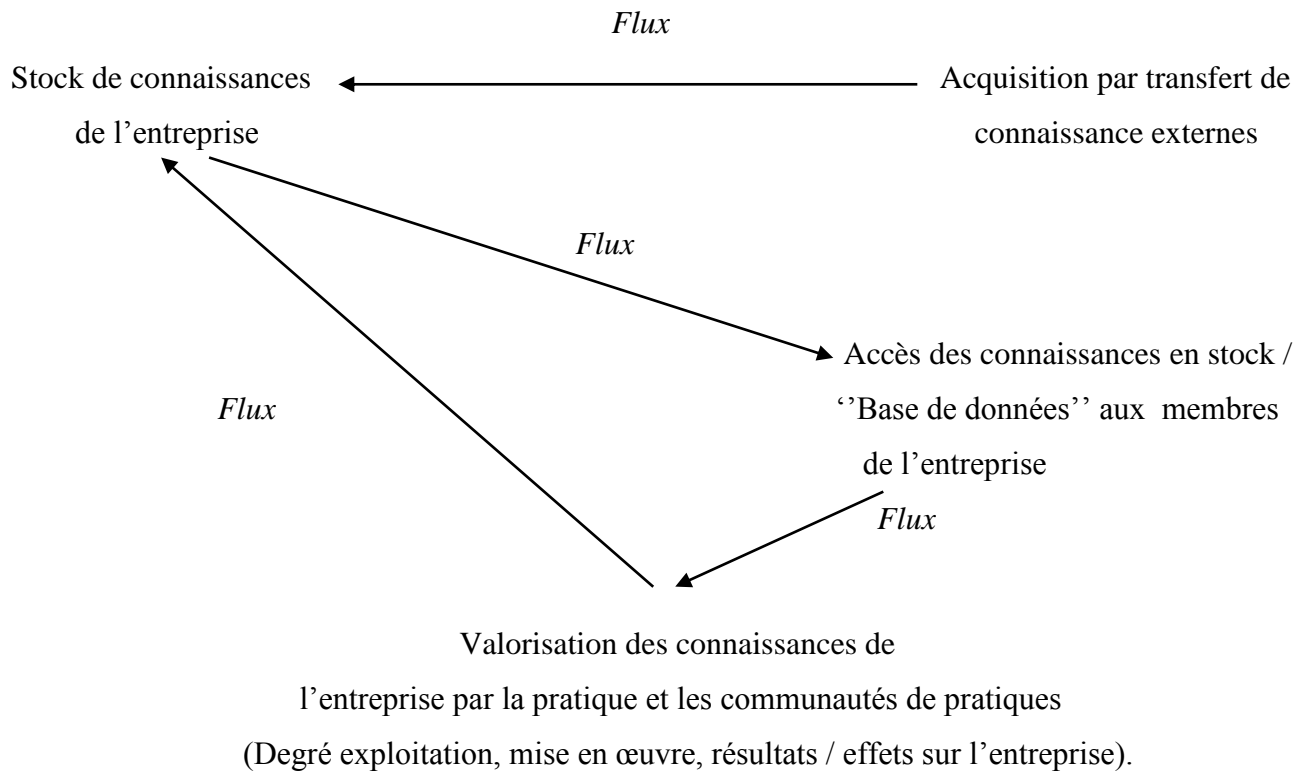 Flux
Stock de connaissances
de l’entreprise
Acquisition par transfert de
connaissance externes
Flux
Accès des connaissances en stock /
‘’Base de données’’ aux membres
de l’entreprise
Flux
Flux
Valorisation des connaissances de
l’entreprise par la pratique et les communautés de pratiques
(Degré exploitation, mise en œuvre, résultats / effets sur l’entreprise).